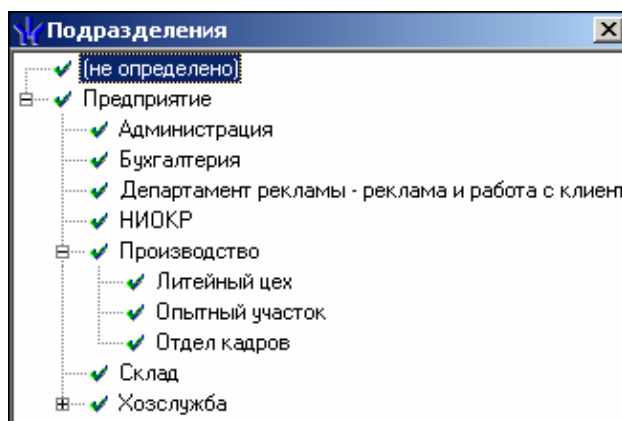 Подразделения
(не определено)
Предприятие
Администрация
Бухгалтерия
Департамент рекламы - реклама и работа с клиент
НИОКР
Производство
Литейный цех
Опытный участок
Отдел кадров
Склад
Хозслужба